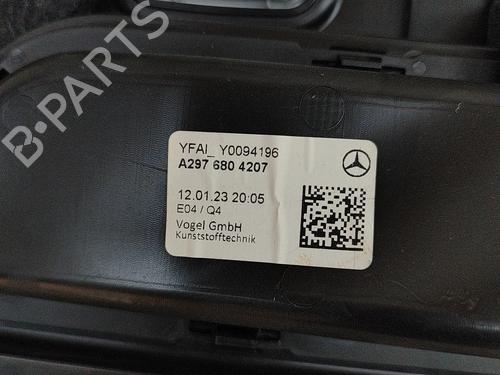 YFAI_ Y0094196
A297 680 4207
12.01.23 20:05
E04 / Q4
Vogel GmbH
Kunststofftechnik
B-PARTS